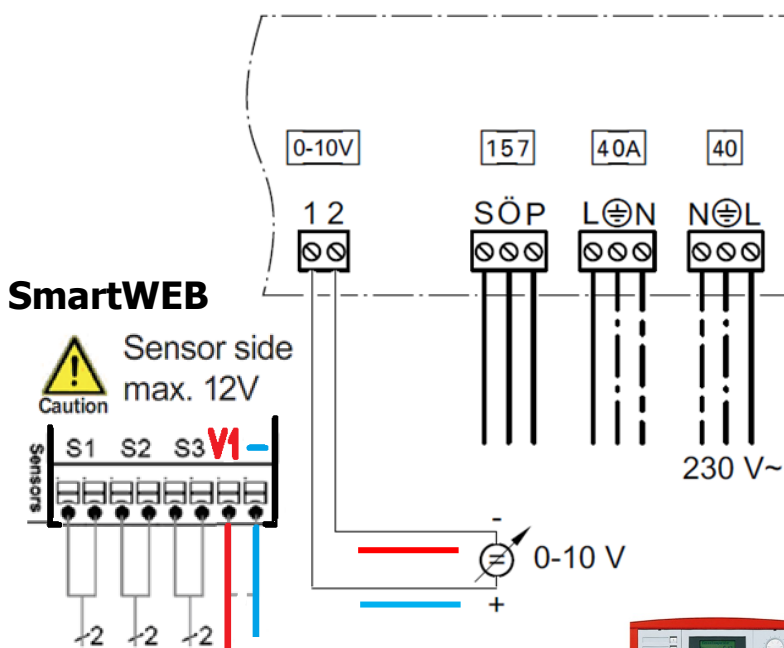 0-10V 157 40A 40
1 2 SÖP L N N L
SmartWEB
Sensor side
max. 12V
Caution
Sensors
S1 S2 S3 V1 -
230 V~
-
0-10 V
+
2 2 2